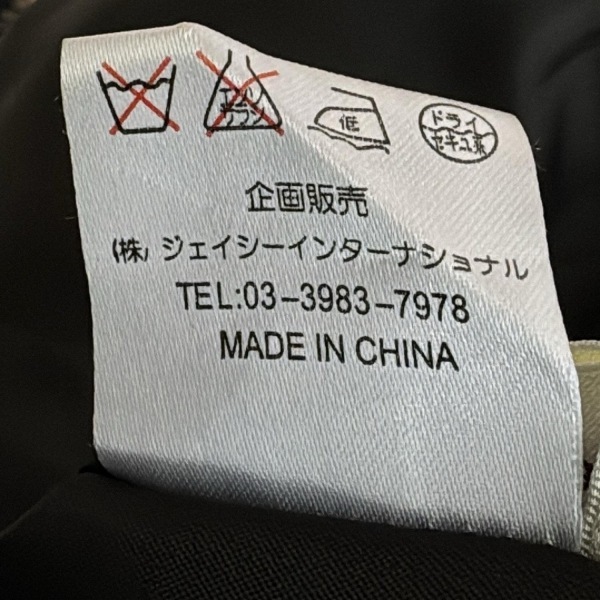 エンソ
サラシ
低
ドライ
セキユ系
企画販売
(株)ジェイシーインターナショナル
TEL:03-3983-7978
MADE IN CHINA